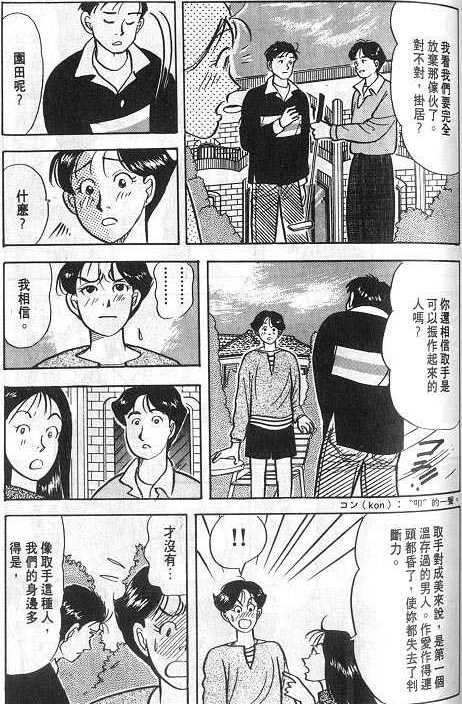 我看我們要完全
放棄那傢伙了。
對不對，掛居？
園田呢？
什麼？
你還相信取手是
可以振作起來的
人嗎？
コン(kon)："叩"的一聲。
………
………
我相信。
取手對成美來說，是第一個
溫存過的男人。作愛作得連
頭都昏了，使妳都失去了判
斷力。
!!
才沒有…
像取手這種人，
我們的身邊多
得是，